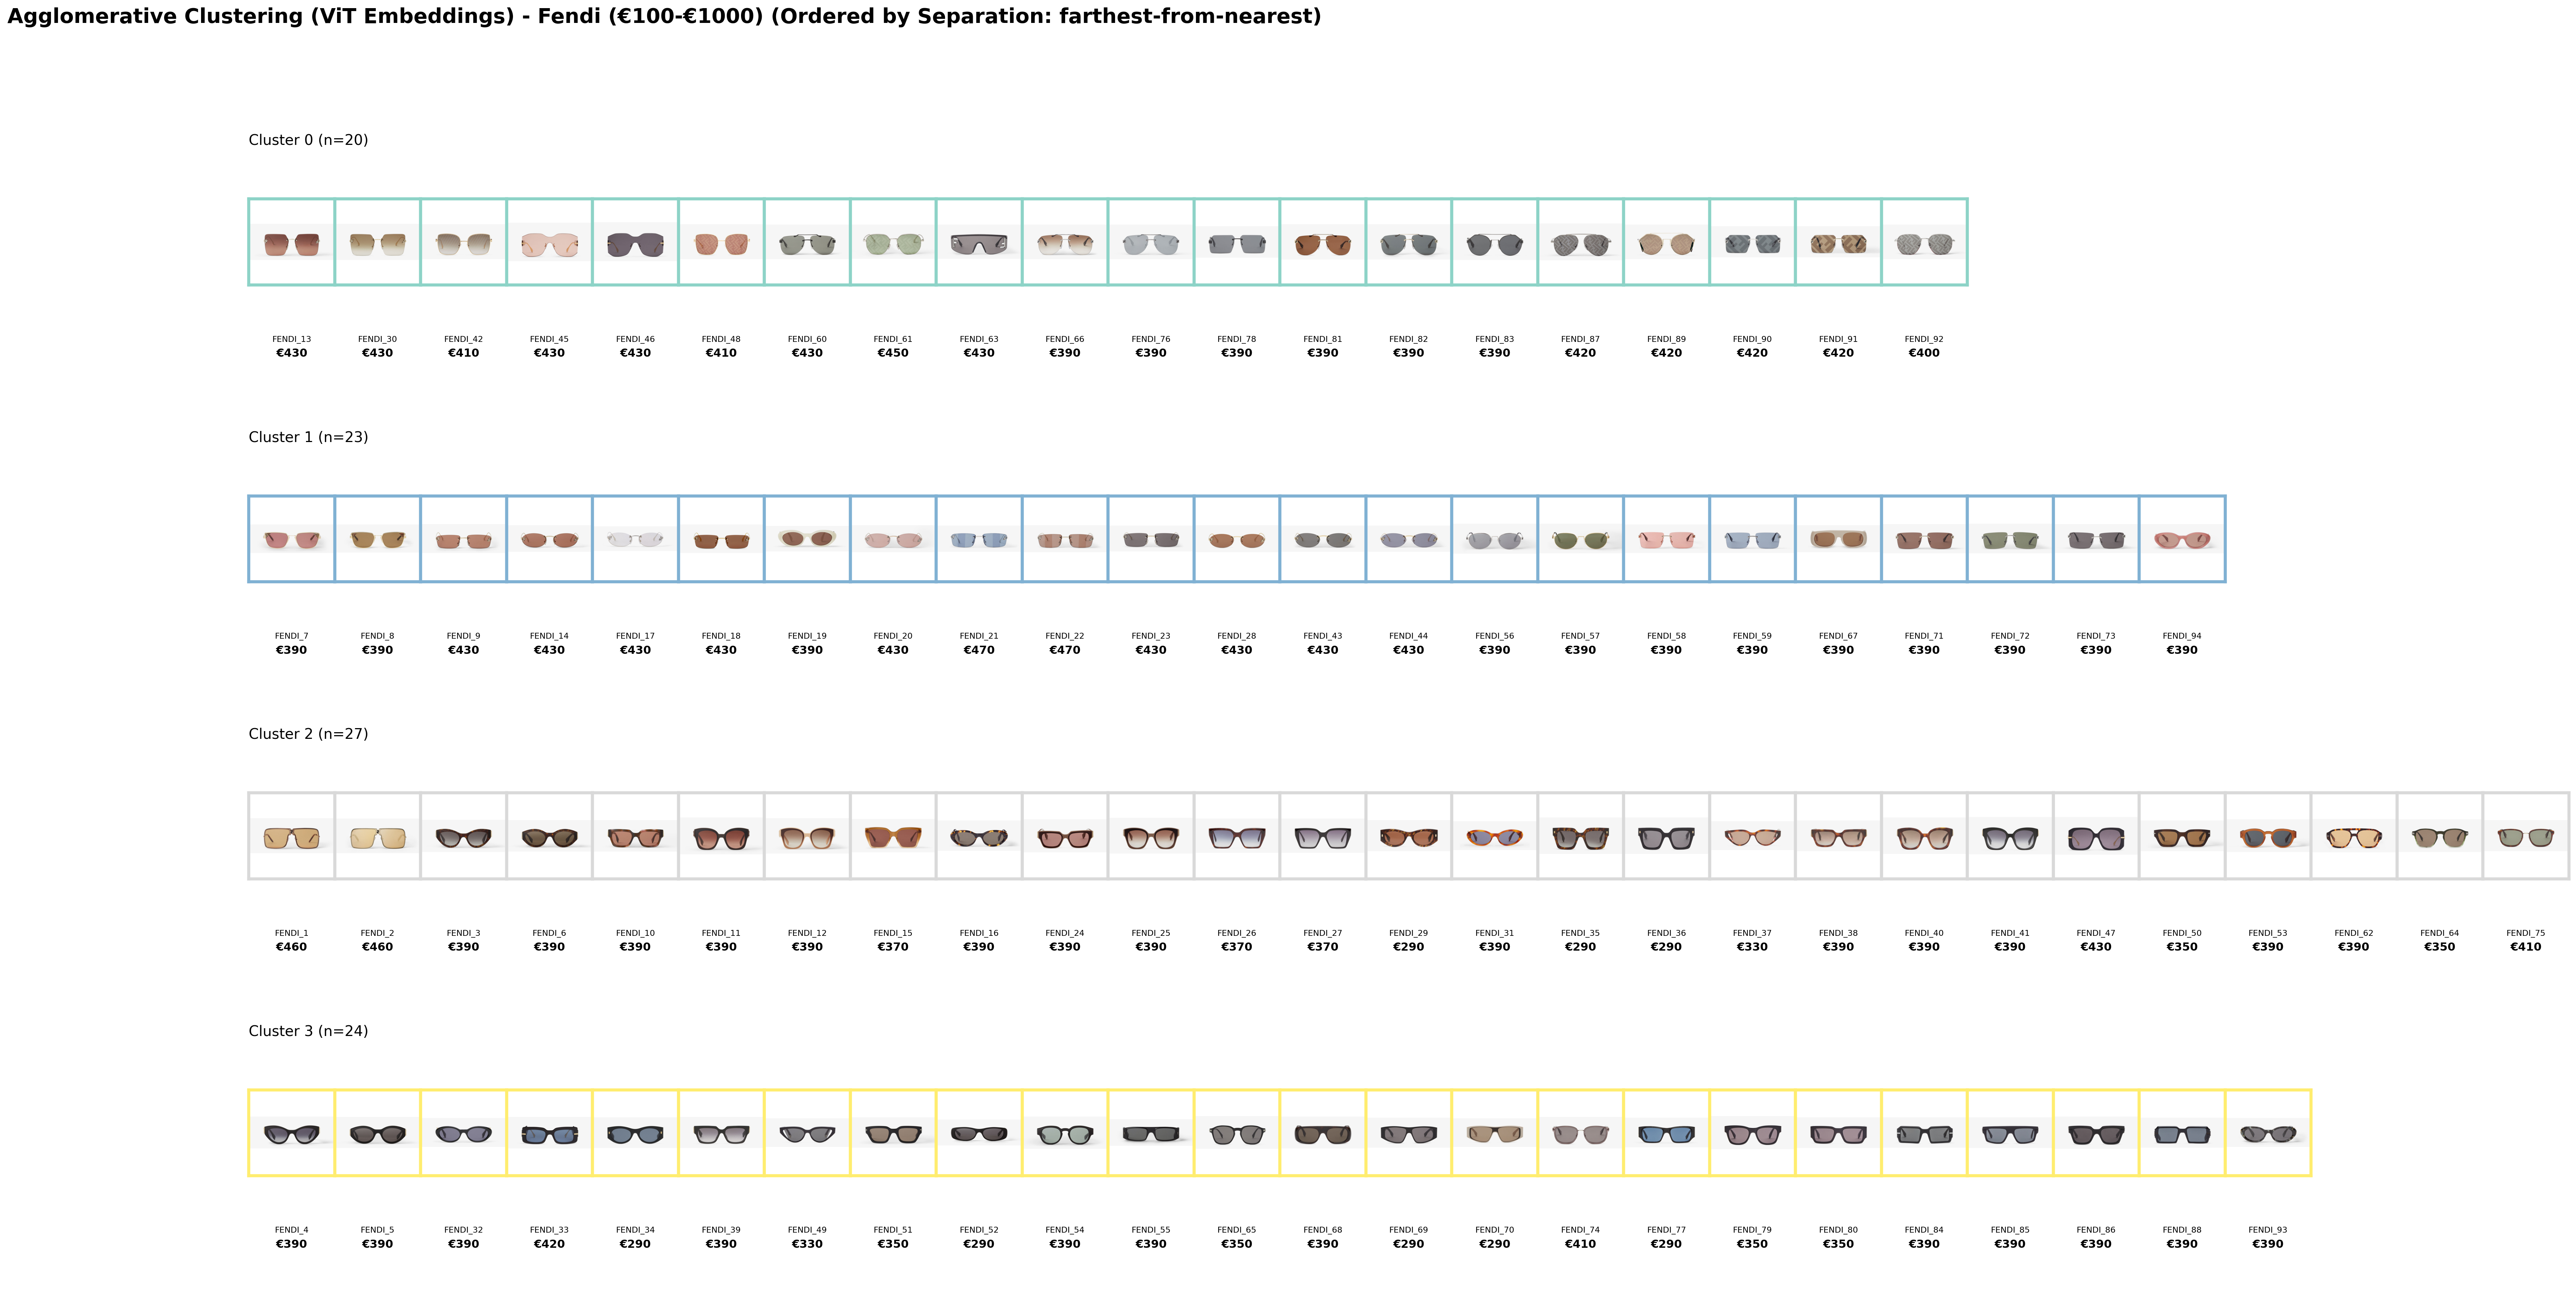 Agglomerative Clustering (ViT Embeddings) - Fendi (€100-€1000) (Ordered by Separation: farthest-from-nearest)
Cluster 0 (n=20)
FENDI_13 FENDI_30 FENDI_42 FENDI_45 FENDI_46 FENDI_48 FENDI_60 FENDI_61 FENDI_63 FENDI_66 FENDI_76 FENDI_78 FENDI_81 FENDI_82 FENDI_83 FENDI_87 FENDI_89 FENDI_90 FENDI_91 FENDI_92
€430 €430 €410 €430 €430 €410 €430 €450 €430 €390 €390 €390 €390 €390 €390 €420 €420 €420 €420 €400
Cluster 1 (n=23)
FENDI_7 FENDI_8 FENDI_9 FENDI_14 FENDI_17 FENDI_18 FENDI_19 FENDI_20 FENDI_21 FENDI_22 FENDI_23 FENDI_28 FENDI_43 FENDI_44 FENDI_56 FENDI_57 FENDI_58 FENDI_59 FENDI_67 FENDI_71 FENDI_72 FENDI_73 FENDI_94
€390 €390 €430 €430 €430 €430 €390 €430 €470 €470 €430 €430 €430 €430 €390 €390 €390 €390 €390 €390 €390 €390 €390
Cluster 2 (n=27)
FENDI_1 FENDI_2 FENDI_3 FENDI_6 FENDI_10 FENDI_11 FENDI_12 FENDI_15 FENDI_16 FENDI_24 FENDI_25 FENDI_26 FENDI_27 FENDI_29 FENDI_31 FENDI_35 FENDI_36 FENDI_37 FENDI_38 FENDI_40 FENDI_41 FENDI_47 FENDI_50 FENDI_53 FENDI_62 FENDI_64 FENDI_75
€460 €460 €390 €390 €390 €390 €390 €370 €390 €390 €390 €370 €370 €290 €390 €290 €290 €330 €390 €390 €390 €430 €350 €390 €390 €350 €410
Cluster 3 (n=24)
FENDI_4 FENDI_5 FENDI_32 FENDI_33 FENDI_34 FENDI_39 FENDI_49 FENDI_51 FENDI_52 FENDI_54 FENDI_55 FENDI_65 FENDI_68 FENDI_69 FENDI_70 FENDI_74 FENDI_77 FENDI_79 FENDI_80 FENDI_84 FENDI_85 FENDI_86 FENDI_88 FENDI_93
€390 €390 €390 €420 €290 €390 €330 €350 €290 €390 €390 €350 €390 €290 €290 €410 €290 €350 €350 €390 €390 €390 €390 €390